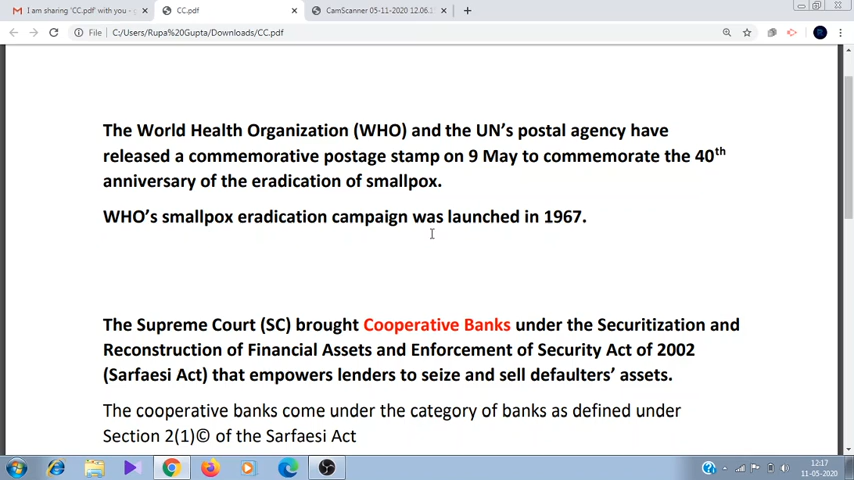 I am sharing 'CC.pdf' with you - g
CC.pdf
CamScanner 05-11-2020 12.06.1
File
C:/Users/Rupa%20Gupta/Downloads/CC.pdf
The World Health Organization (WHO) and the UN's postal agency have
released a commemorative postage stamp on 9 May to commemorate the 40th
anniversary of the eradication of smallpox.
WHO's smallpox eradication campaign was launched in 1967.
The Supreme Court (SC) brought Cooperative Banks under the Securitization and
Reconstruction of Financial Assets and Enforcement of Security Act of 2002
(Sarfaesi Act) that empowers lenders to seize and sell defaulters' assets.
The cooperative banks come under the category of banks as defined under
Section 2(1)© of the Sarfaesi Act
12:17
11-05-2020